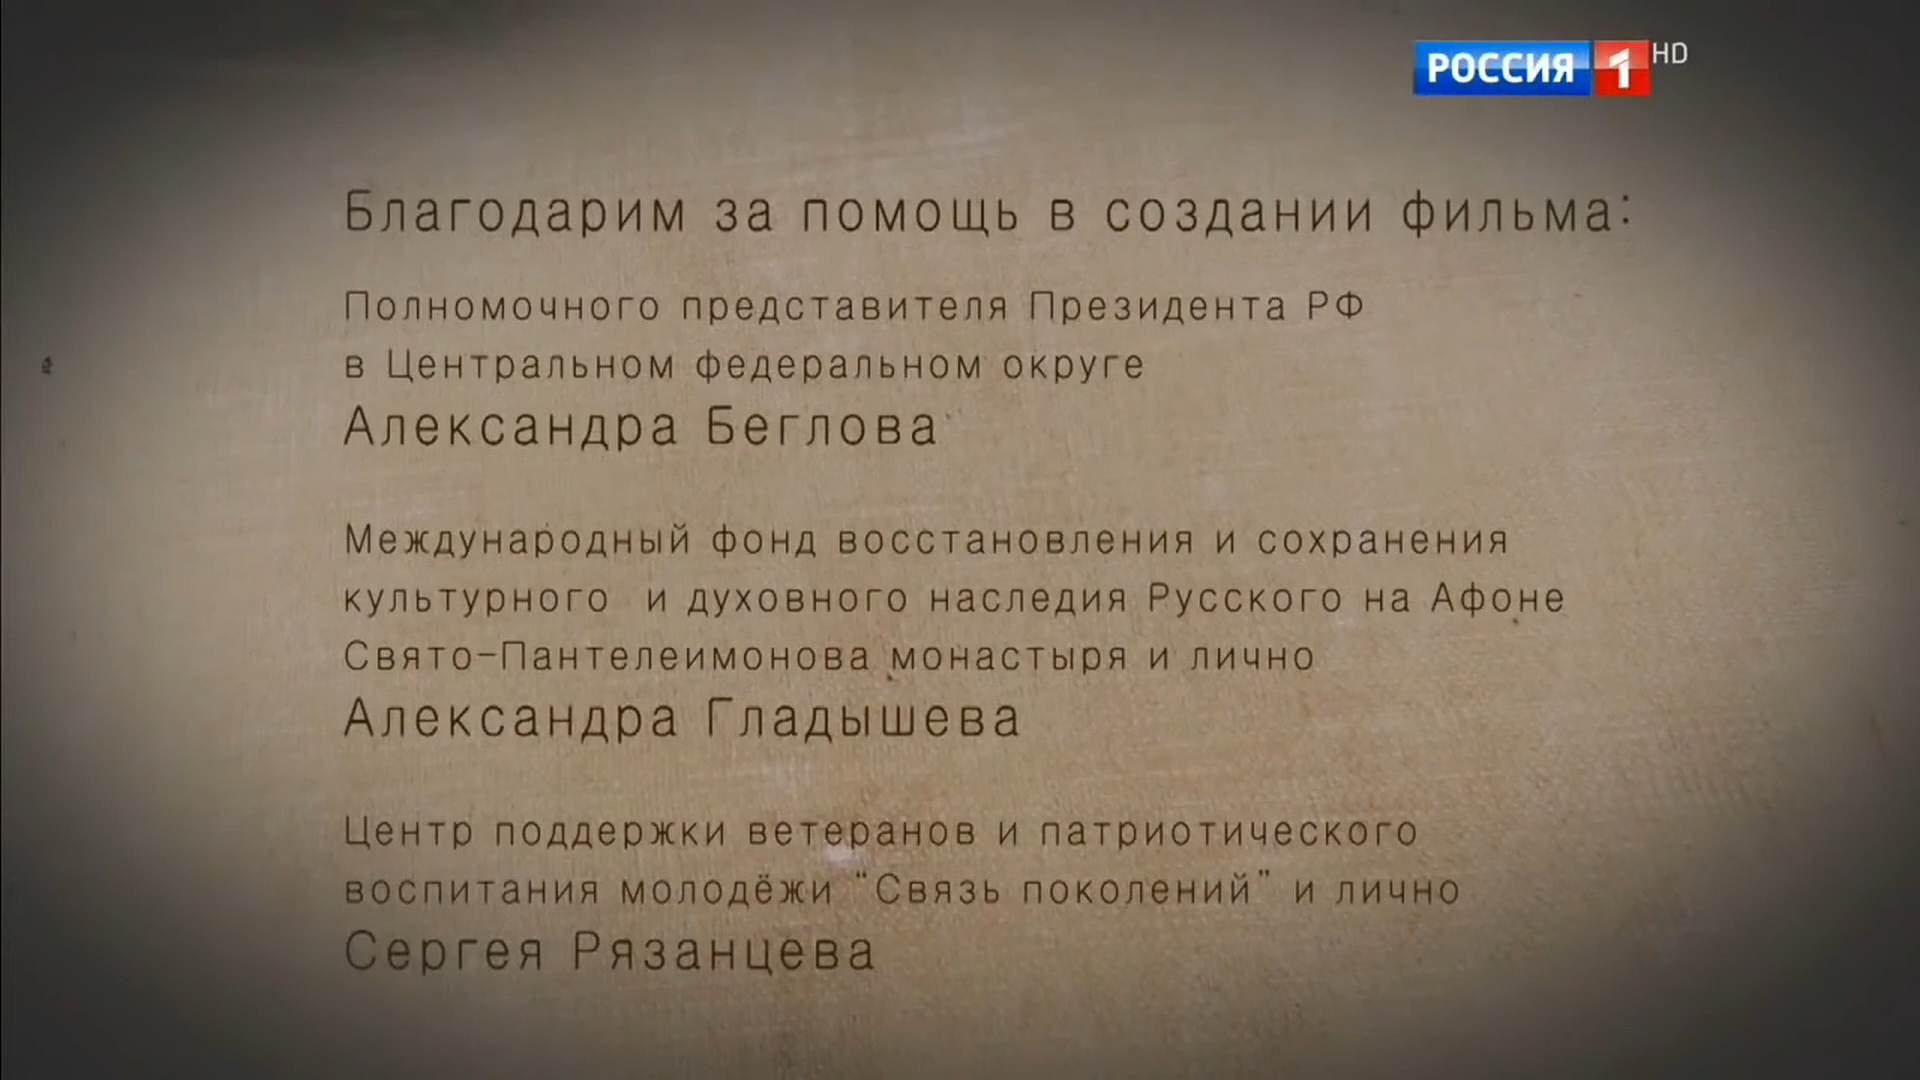 РОССИЯ 1 HD
Благодарим за помощь в создании фильма:
Полномочного представителя Президента РФ
в Центральном федеральном округе
Александра Беглова
Международный фонд восстановления и сохранения
культурного и духовного наследия Русского на Афоне
Свято-Пантелеимонова монастыря и лично
Александра Гладышева
Центр поддержки ветеранов и патриотического
воспитания молодёжи "Связь поколений" и лично
Сергея Рязанцева